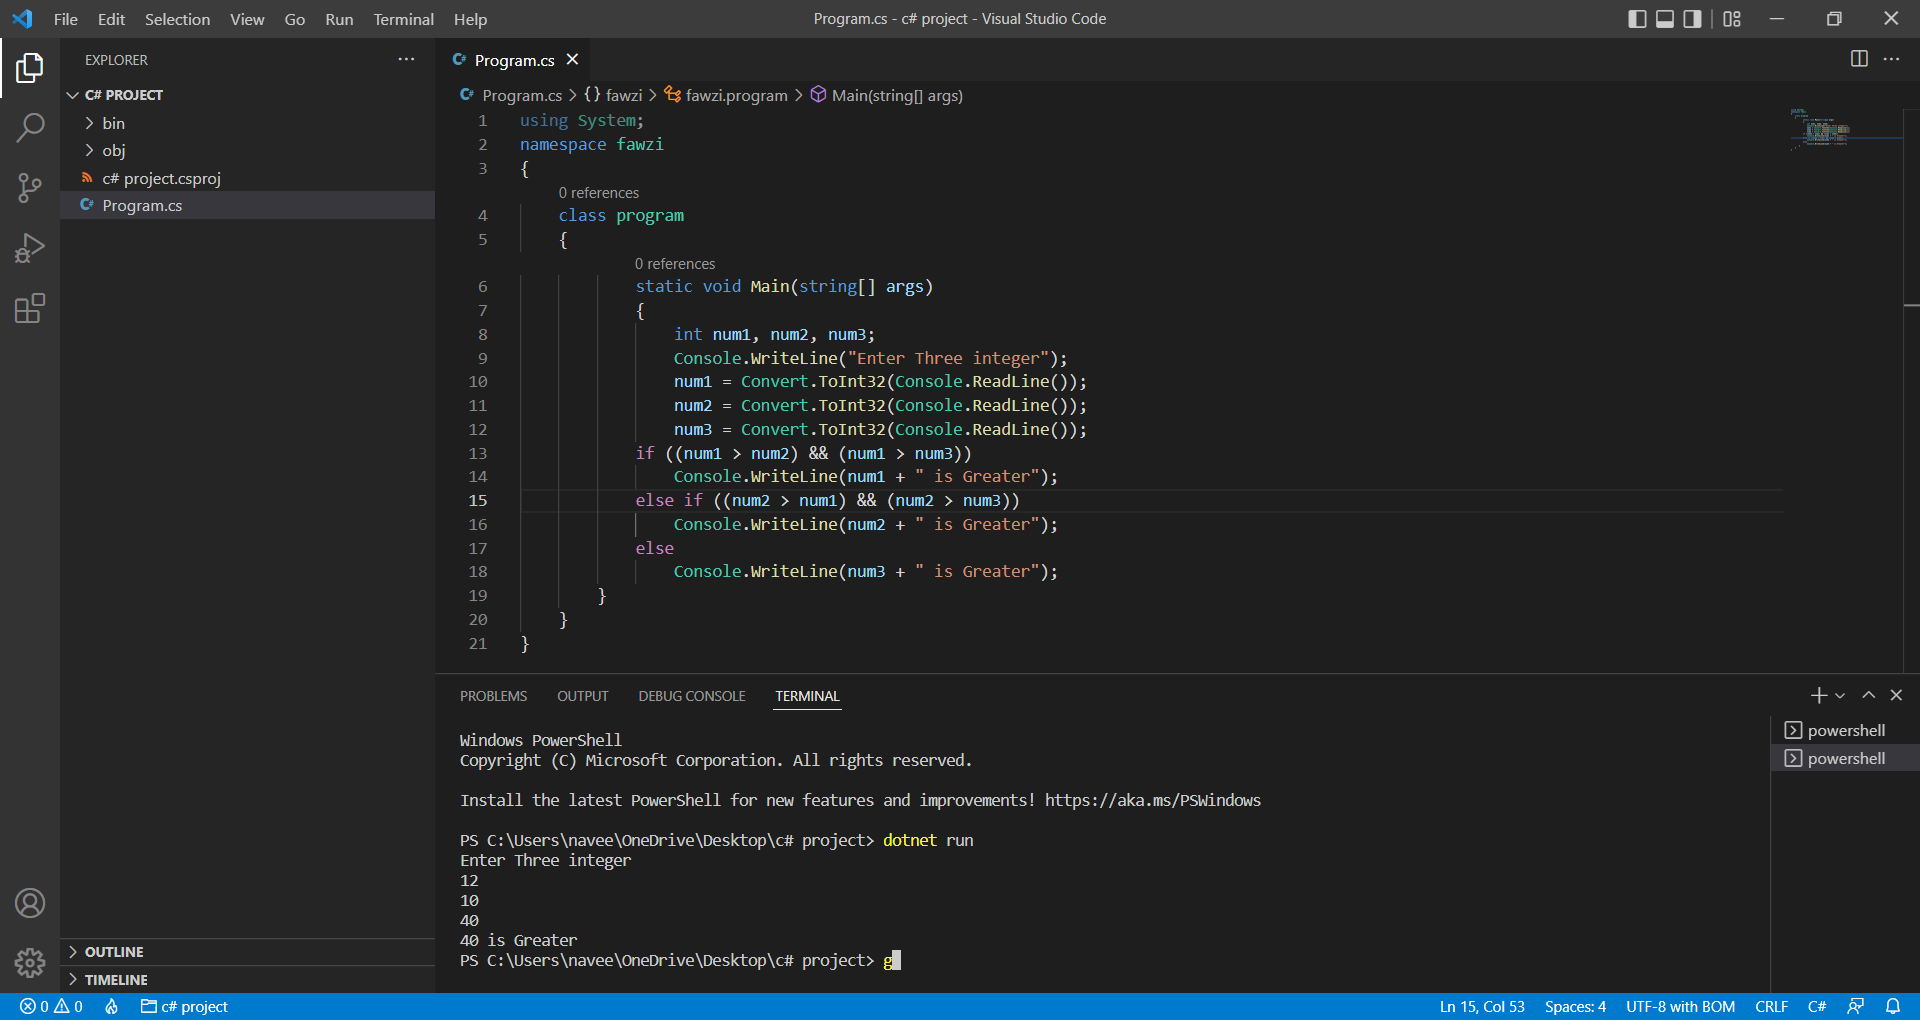 File Edit Selection View Go Run Terminal Help
Program.cs - c# project - Visual Studio Code
EXPLORER
C# PROJECT
bin
obj
c# project.csproj
Program.cs
OUTLINE
TIMELINE
Program.cs
Program.cs > {} fawzi > fawzi.program > Main(string[] args)
1 using System;
2 namespace fawzi
3 {
0 references
4 class program
5 {
0 references
6 static void Main(string[] args)
7 {
8 int num1, num2, num3;
9 Console.WriteLine("Enter Three integer");
10 num1 = Convert.ToInt32(Console.ReadLine());
11 num2 = Convert.ToInt32(Console.ReadLine());
12 num3 = Convert.ToInt32(Console.ReadLine());
13 if ((num1 > num2) && (num1 > num3))
14 Console.WriteLine(num1 + " is Greater");
15 else if ((num2 > num1) && (num2 > num3))
16 Console.WriteLine(num2 + " is Greater");
17 else
18 Console.WriteLine(num3 + " is Greater");
19 }
20 }
21 }
PROBLEMS OUTPUT DEBUG CONSOLE TERMINAL
Windows PowerShell
Copyright (C) Microsoft Corporation. All rights reserved.
Install the latest PowerShell for new features and improvements! https://aka.ms/PSWindows
PS C:\Users\navee\OneDrive\Desktop\c# project> dotnet run
Enter Three integer
12
10
40
40 is Greater
PS C:\Users\navee\OneDrive\Desktop\c# project> g
powershell
powershell
0 0 c# project
Ln 15, Col 53 Spaces: 4 UTF-8 with BOM CRLF C#